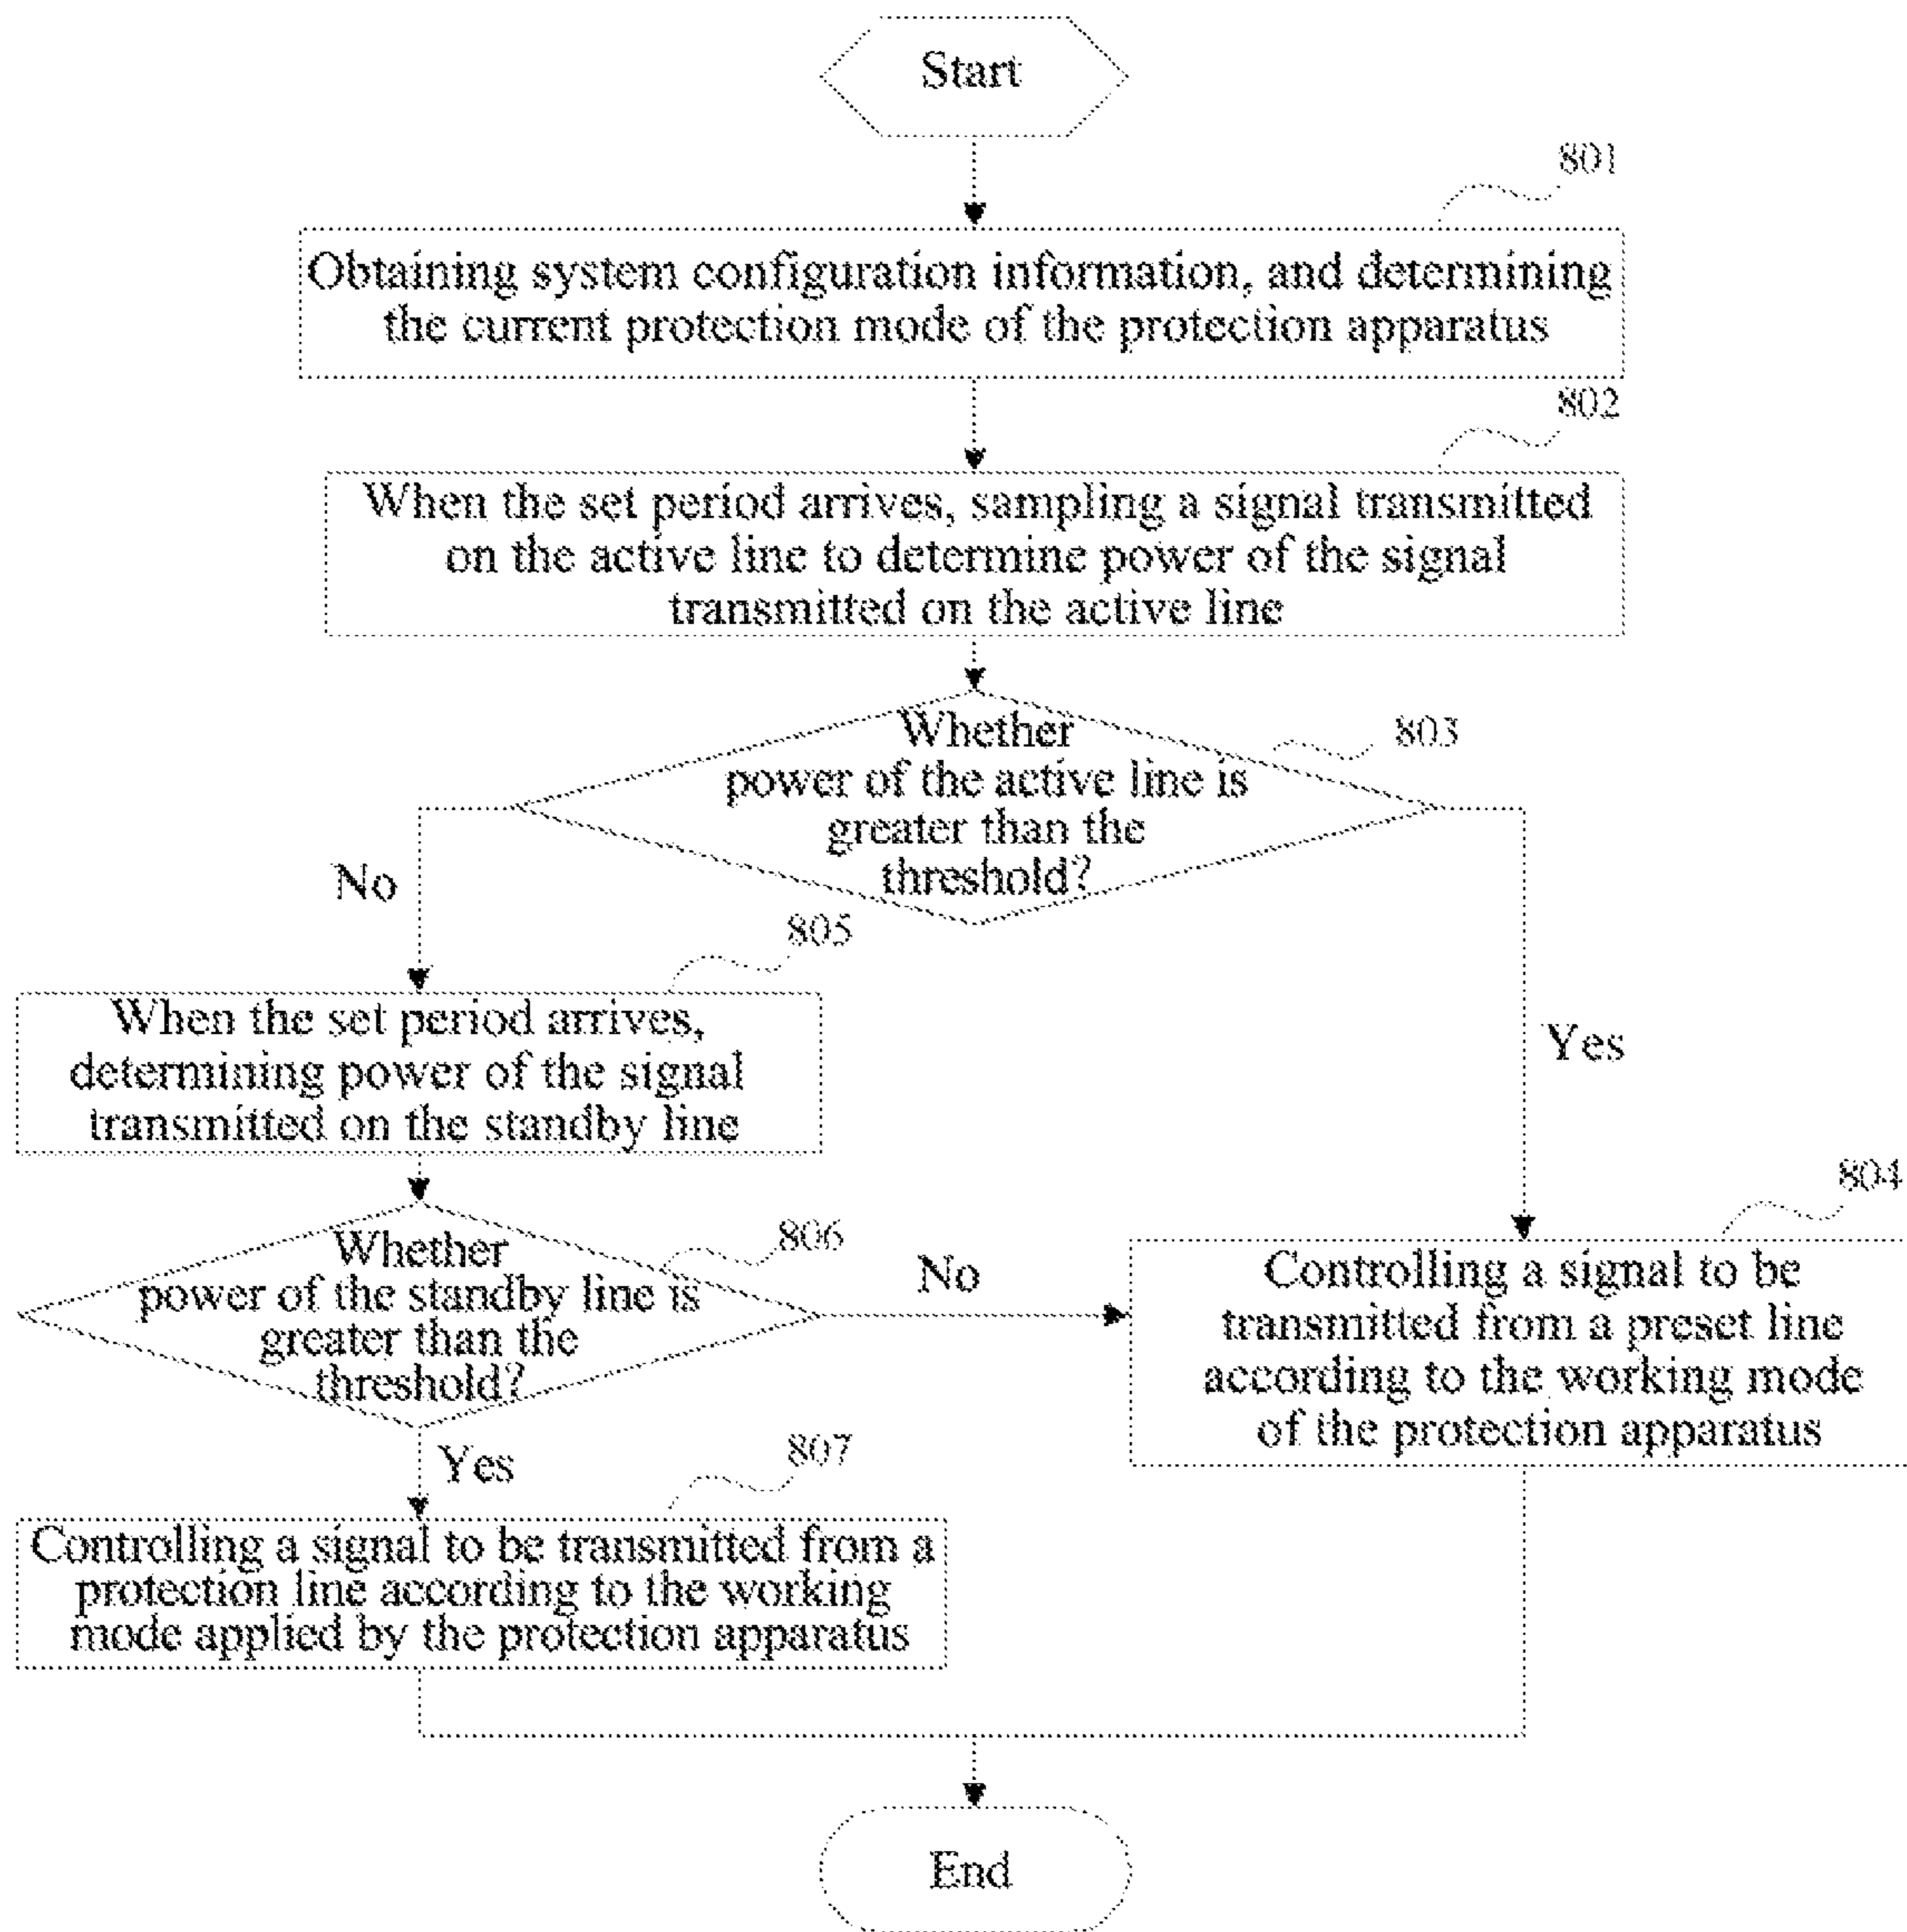 Start
801
Obtaining system configuration information, and determining
the current protection mode of the protection apparatus
802
When the set period arrives, sampling a signal transmitted
on the active line to determine power of the signal
transmitted on the active line
803
Whether
power of the active line is
greater than the
threshold?
No
Yes
805
When the set period arrives,
determining power of the signal
transmitted on the standby line
806
Whether
power of the standby line is
greater than the
threshold?
No
804
Controlling a signal to be
transmitted from a preset line
according to the working mode
of the protection apparatus
Yes
807
Controlling a signal to be transmitted from a
protection line according to the working
mode applied by the protection apparatus
End